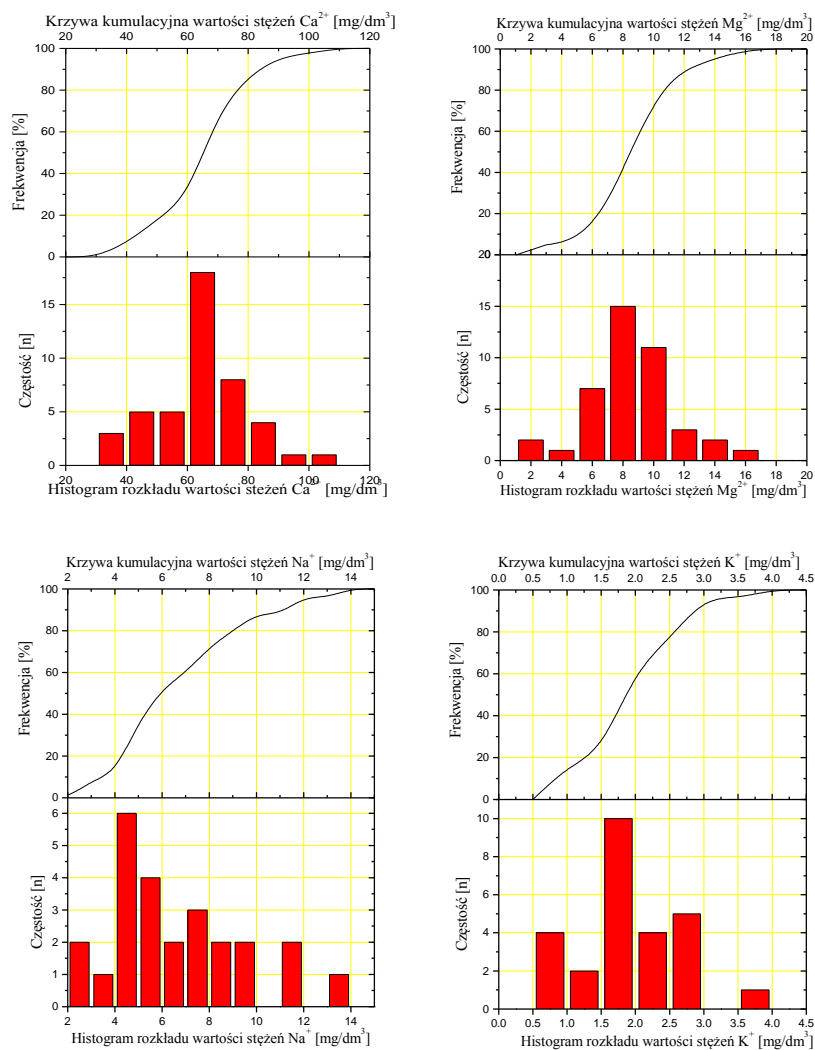 Krzywa kumulacyjna wartości stężeń Ca2+ [mg/dm3]
20 40 60 80 100 120
100
80
60
40
20
0
Frekwencja [%]
15
10
5
0
Częstość [n]
20 40 60 80 100 120
Histogram rozkładu wartości steżeń Ca2+ [mg/dm3]
Krzywa kumulacyjna wartości stężeń Mg2+ [mg/dm3]
0 2 4 6 8 10 12 14 16 18 20
100
80
60
40
20
0
Frekwencja [%]
20
15
10
5
0
Częstość [n]
0 2 4 6 8 10 12 14 16 18 20
Histogram rozkładu wartości stężeń Mg2+ [mg/dm3]
Krzywa kumulacyjna wartości stężeń Na+ [mg/dm3]
2 4 6 8 10 12 14
100
80
60
40
20
0
Frekwencja [%]
6
5
4
3
2
1
0
Częstość [n]
2 4 6 8 10 12 14
Histogram rozkładu wartości stężeń Na+ [mg/dm3]
Krzywa kumulacyjna wartości stężeń K+ [mg/dm3]
0.0 0.5 1.0 1.5 2.0 2.5 3.0 3.5 4.0 4.5
100
80
60
40
20
0
Frekwencja [%]
10
8
6
4
2
0
Częstość [n]
0.0 0.5 1.0 1.5 2.0 2.5 3.0 3.5 4.0 4.5
Histogram rozkładu wartości stężeń K+ [mg/dm3]